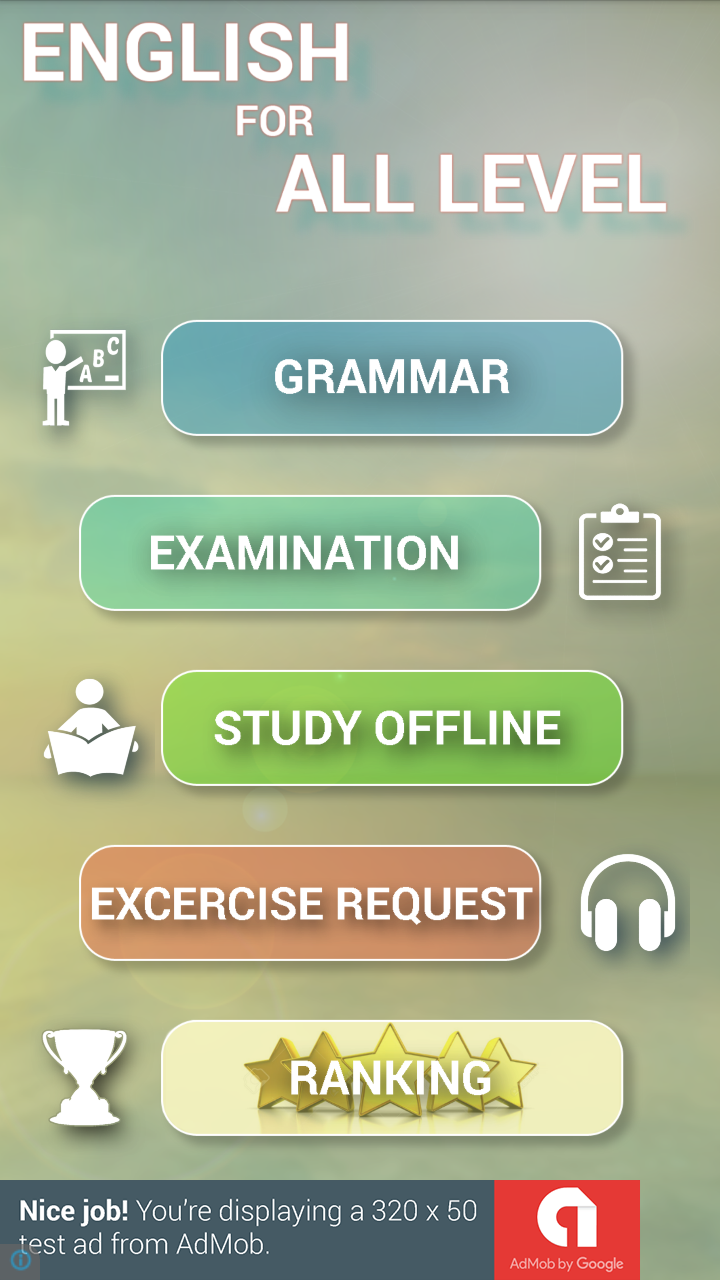 ENGLISH
FOR
ALL LEVEL
A B C
GRAMMAR
EXAMINATION
STUDY OFFLINE
EXCERCISE REQUEST
RANKING
Nice job! You're displaying a 320 x 50
test ad from AdMob.
AdMob by Google